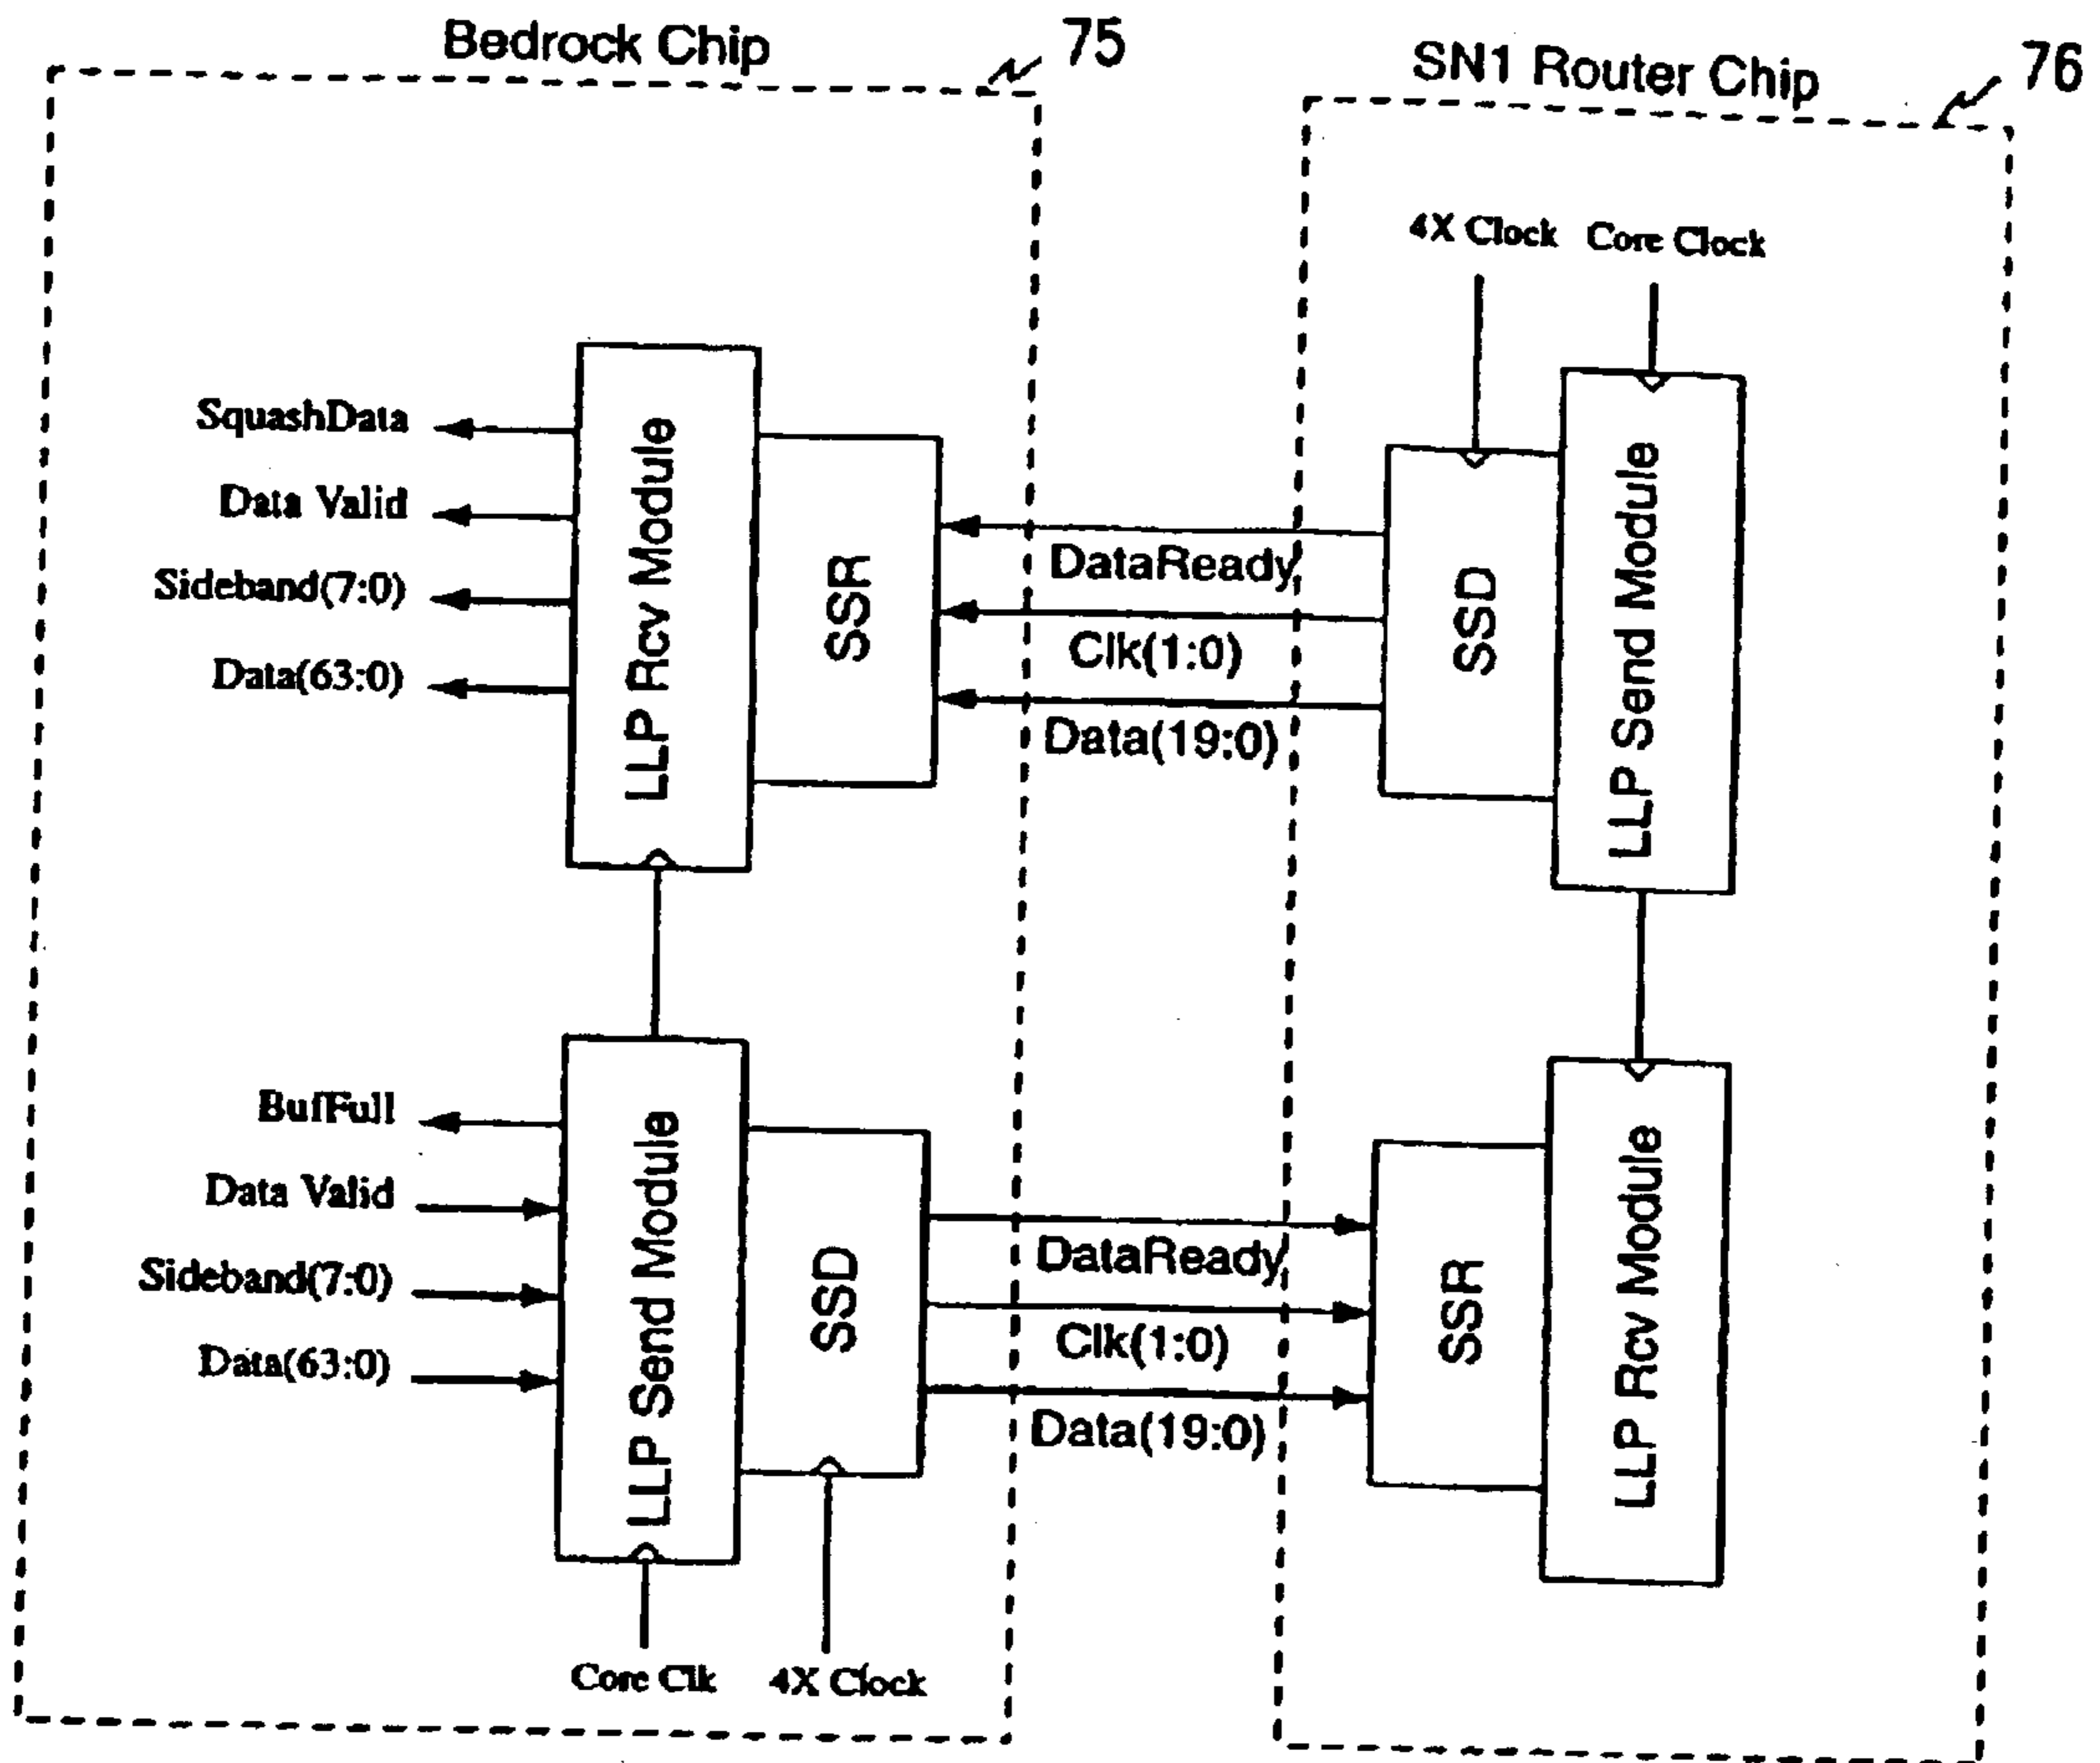 Bedrock Chip
75
SN1 Router Chip
76
4X Clock
Core Clock
SquashData
Data Valid
Sideband(7:0)
Data(63:0)
LLP Rcv Module
SSR
DataReady
Clk(1:0)
Data(19:0)
SSD
LLP Send Module
BufFull
Data Valid
Sideband(7:0)
Data(63:0)
LLP Send Module
SSD
DataReady
Clk(1:0)
Data(19:0)
SSR
LLP Rcv Module
Core Clk
4X Clock